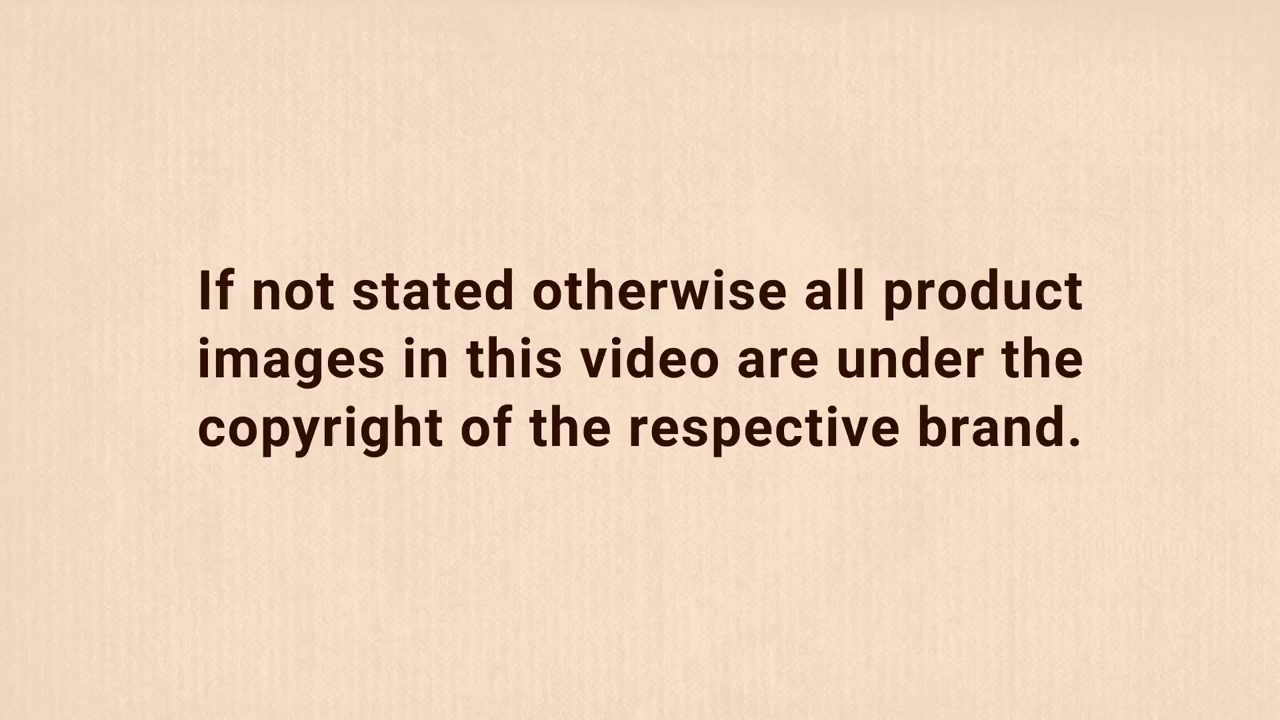 If not stated otherwise all product
images in this video are under the
copyright of the respective brand.